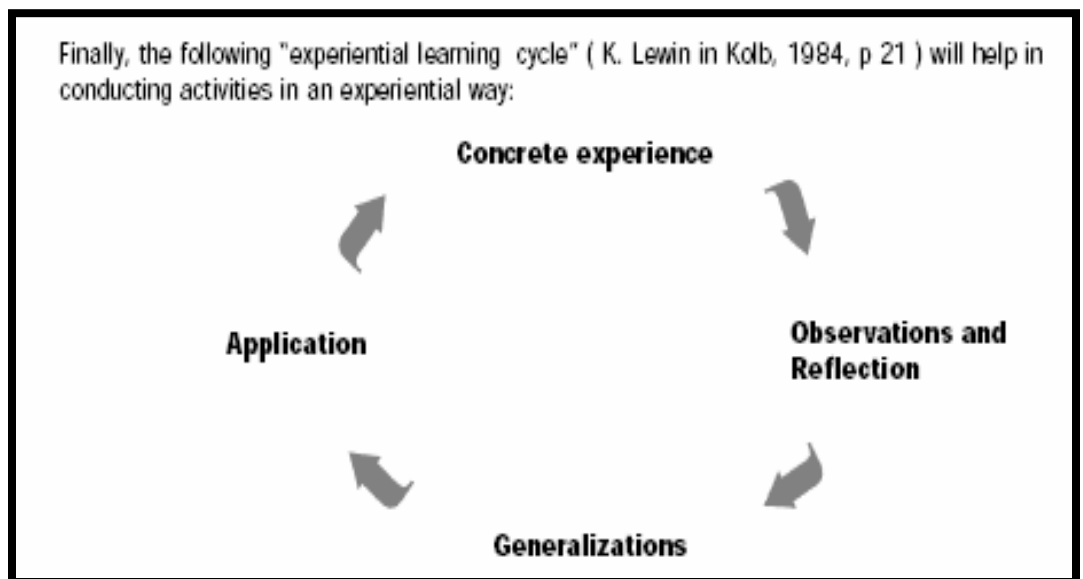 Finally, the following "experiential learning cycle" ( K. Lewin in Kolb, 1984, p 21 ) will help in
conducting activities in an experiential way:
Concrete experience
Application
Observations and
Reflection
Generalizations